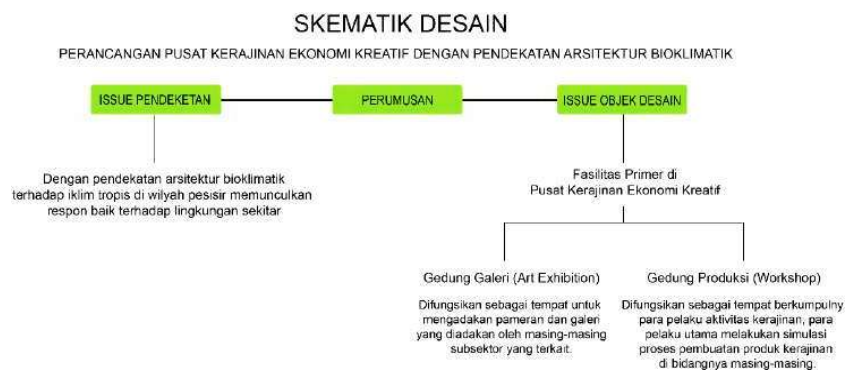 SKEMATIK DESAIN
PERANCANGAN PUSAT KERAJINAN EKONOMI KREATIF DENGAN PENDEKATAN ARSITEKTUR BIOKLIMATIK
ISSUE PENDEKETAN
PERUMUSAN
ISSUE OBJEK DESAIN
Dengan pendekatan arsitektur bioklimatik
terhadap iklim tropis di wilyah pesisir memunculkan
respon baik terhadap lingkungan sekitar
Fasilitas Primer di
Pusat Kerajinan Ekonomi Kreatif
Gedung Galeri (Art Exhibition)
Difungsikan sebagai tempat untuk
mengadakan pameran dan galeri
yang diadakan oleh masing-masing
subsektor yang terkait.
Gedung Produksi (Workshop)
Difungsikan sebagai tempat berkumpulny
para pelaku aktivitas kerajinan, para
pelaku utama melakukan simulasi
proses pembuatan produk kerajinan
di bidangnya masing-masing.